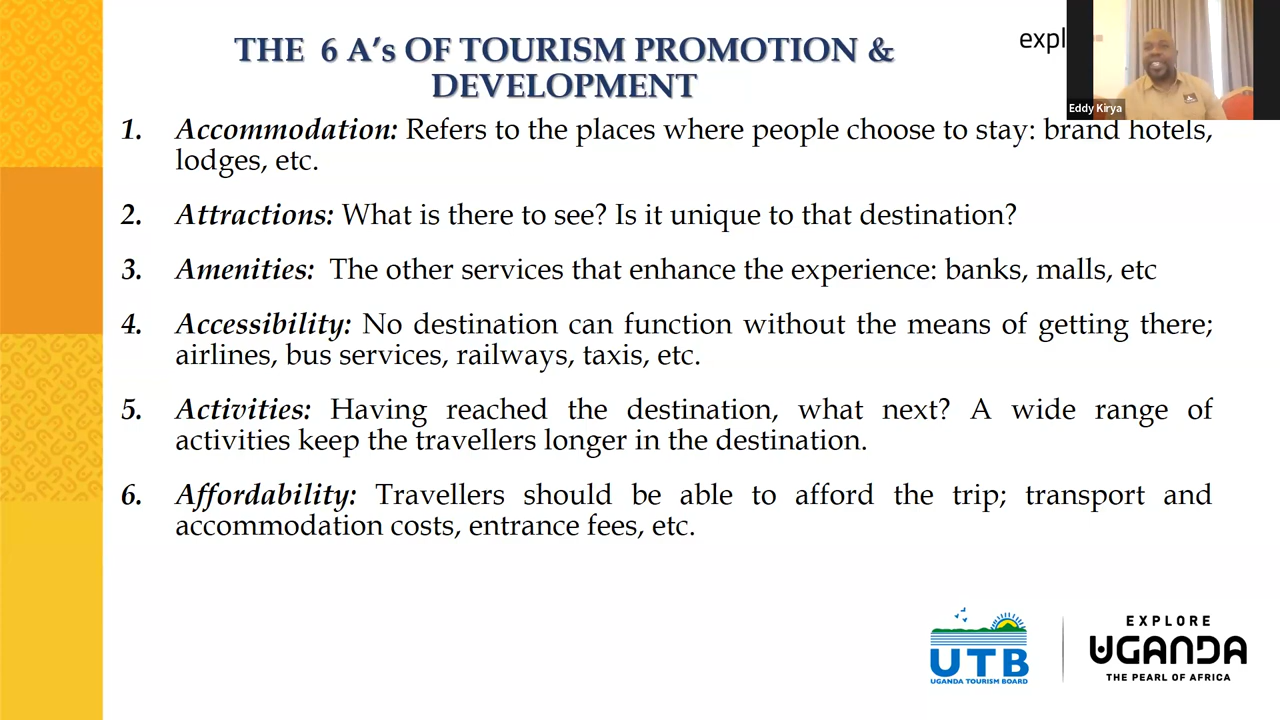 THE 6 A's OF TOURISM PROMOTION &
DEVELOPMENT
expl
Eddy Kirya
1. Accommodation: Refers to the places where people choose to stay: brand hotels,
lodges, etc.
2. Attractions: What is there to see? Is it unique to that destination?
3. Amenities: The other services that enhance the experience: banks, malls, etc
4. Accessibility: No destination can function without the means of getting there;
airlines, bus services, railways, taxis, etc.
5. Activities: Having reached the destination, what next? A wide range of
activities keep the travellers longer in the destination.
6. Affordability: Travellers should be able to afford the trip; transport and
accommodation costs, entrance fees, etc.
UTB
UGANDA TOURISM BOARD
EXPLORE
UGANDA
THE PEARL OF AFRICA